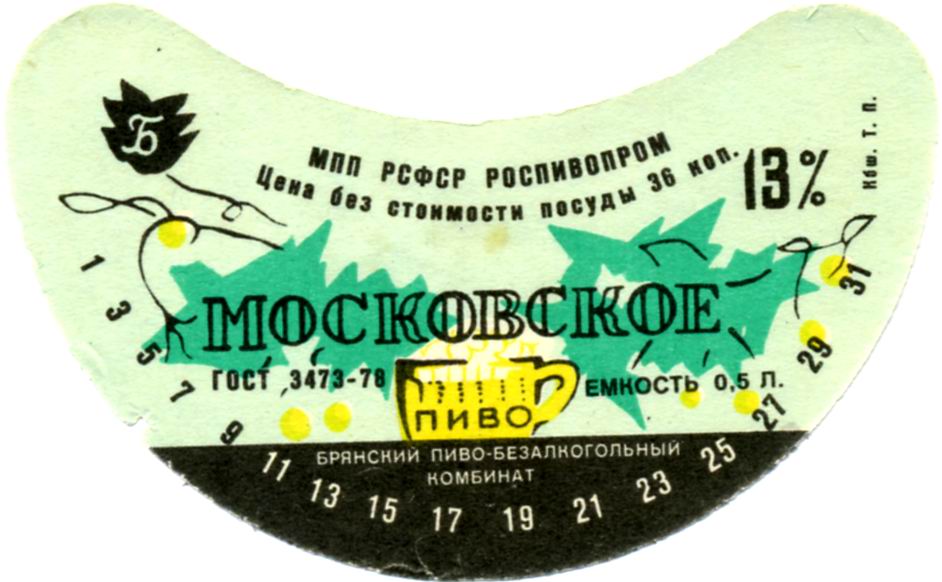 Б
МПП РСФСР РОСПИВОПРОМ
Цена без стоимости посуды 36 коп.
13%
Кбш. Т. П.
МОСКОВСКОЕ
ГОСТ 3473-78
ЕМКОСТЬ 0,5 Л.
ПИВО
БРЯНСКИЙ ПИВО-БЕЗАЛКОГОЛЬНЫЙ
КОМБИНАТ
1 3 5 7 9 11 13 15 17 19 21 23 25 27 29 31